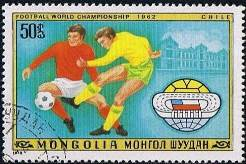 FOOTBALL WORLD CHAMPIONSHIP 1962 CHILE
50
MONGOLIA МОНГОЛ ШУУДАН